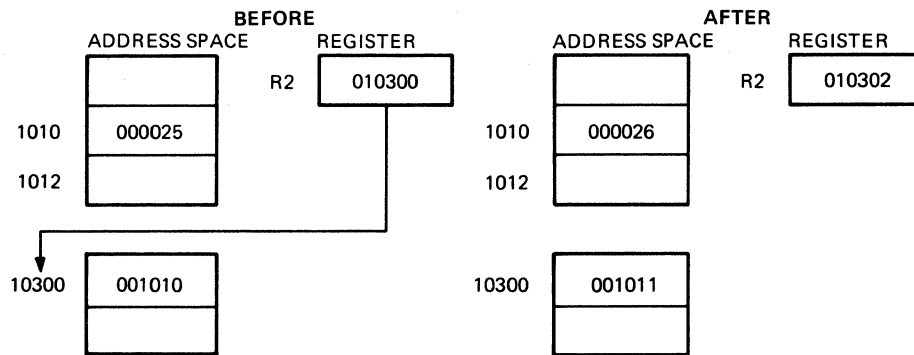 BEFORE AFTER
ADDRESS SPACE REGISTER ADDRESS SPACE REGISTER
R2 010300 R2 010302
1010 000025 1010 000026
1012 1012
10300 001010 10300 001011